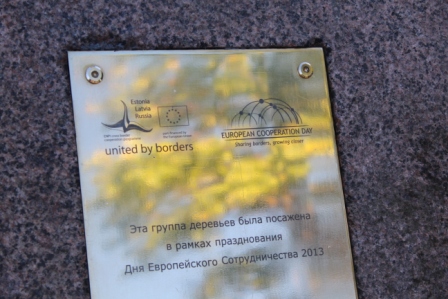 Estonia
Latvia
Russia
united by borders
EUROPEAN COOPERATION DAY
Sharing borders, growing closer
Эта группа деревьев была посажена
в рамках празднования
Дня Европейского Сотрудничества 2013